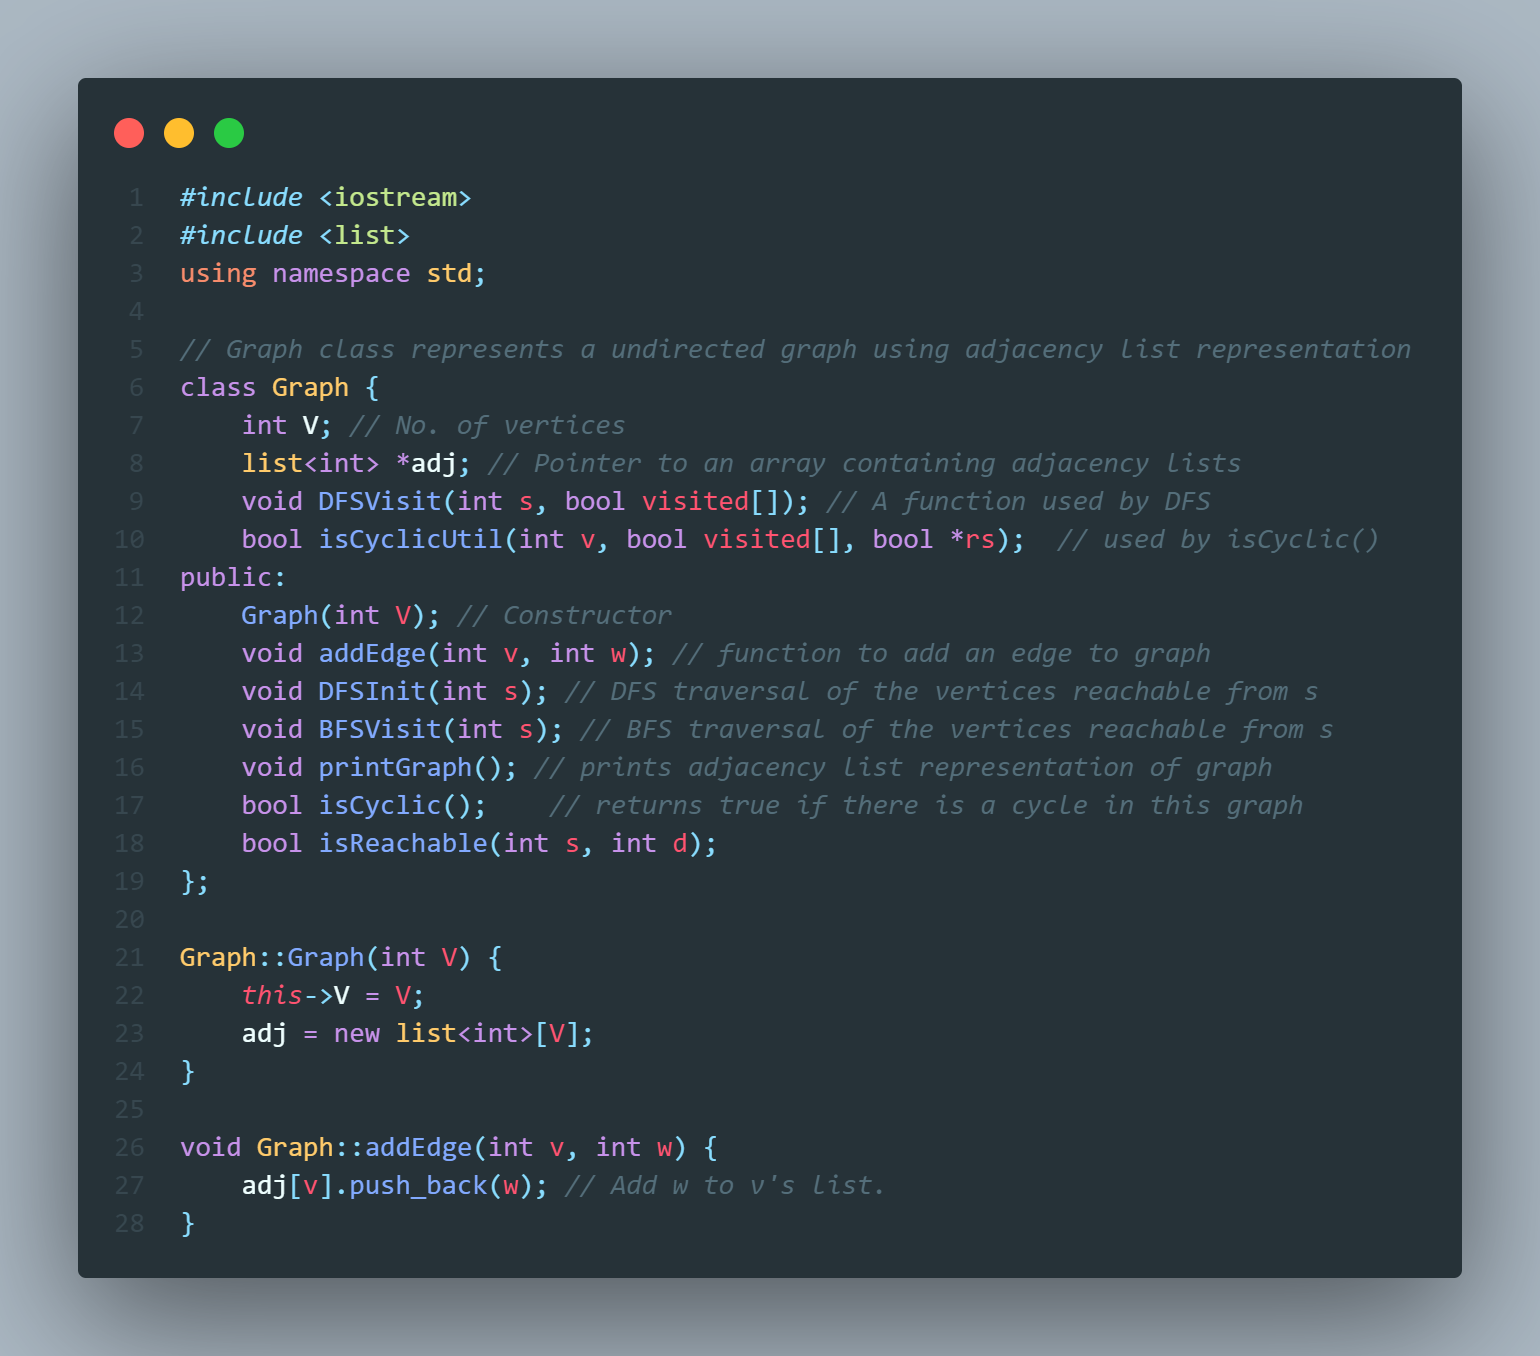 1 #include <iostream>
2 #include <list>
3 using namespace std;
4
5 // Graph class represents a undirected graph using adjacency list representation
6 class Graph {
7     int V; // No. of vertices
8     list<int> *adj; // Pointer to an array containing adjacency lists
9     void DFSVisit(int s, bool visited[]); // A function used by DFS
10     bool isCyclicUtil(int v, bool visited[], bool *rs);  // used by isCyclic()
11 public:
12     Graph(int V); // Constructor
13     void addEdge(int v, int w); // function to add an edge to graph
14     void DFSInit(int s); // DFS traversal of the vertices reachable from s
15     void BFSVisit(int s); // BFS traversal of the vertices reachable from s
16     void printGraph(); // prints adjacency list representation of graph
17     bool isCyclic();    // returns true if there is a cycle in this graph
18     bool isReachable(int s, int d);
19 };
20
21 Graph::Graph(int V) {
22     this->V = V;
23     adj = new list<int>[V];
24 }
25
26 void Graph::addEdge(int v, int w) {
27     adj[v].push_back(w); // Add w to v's list.
28 }